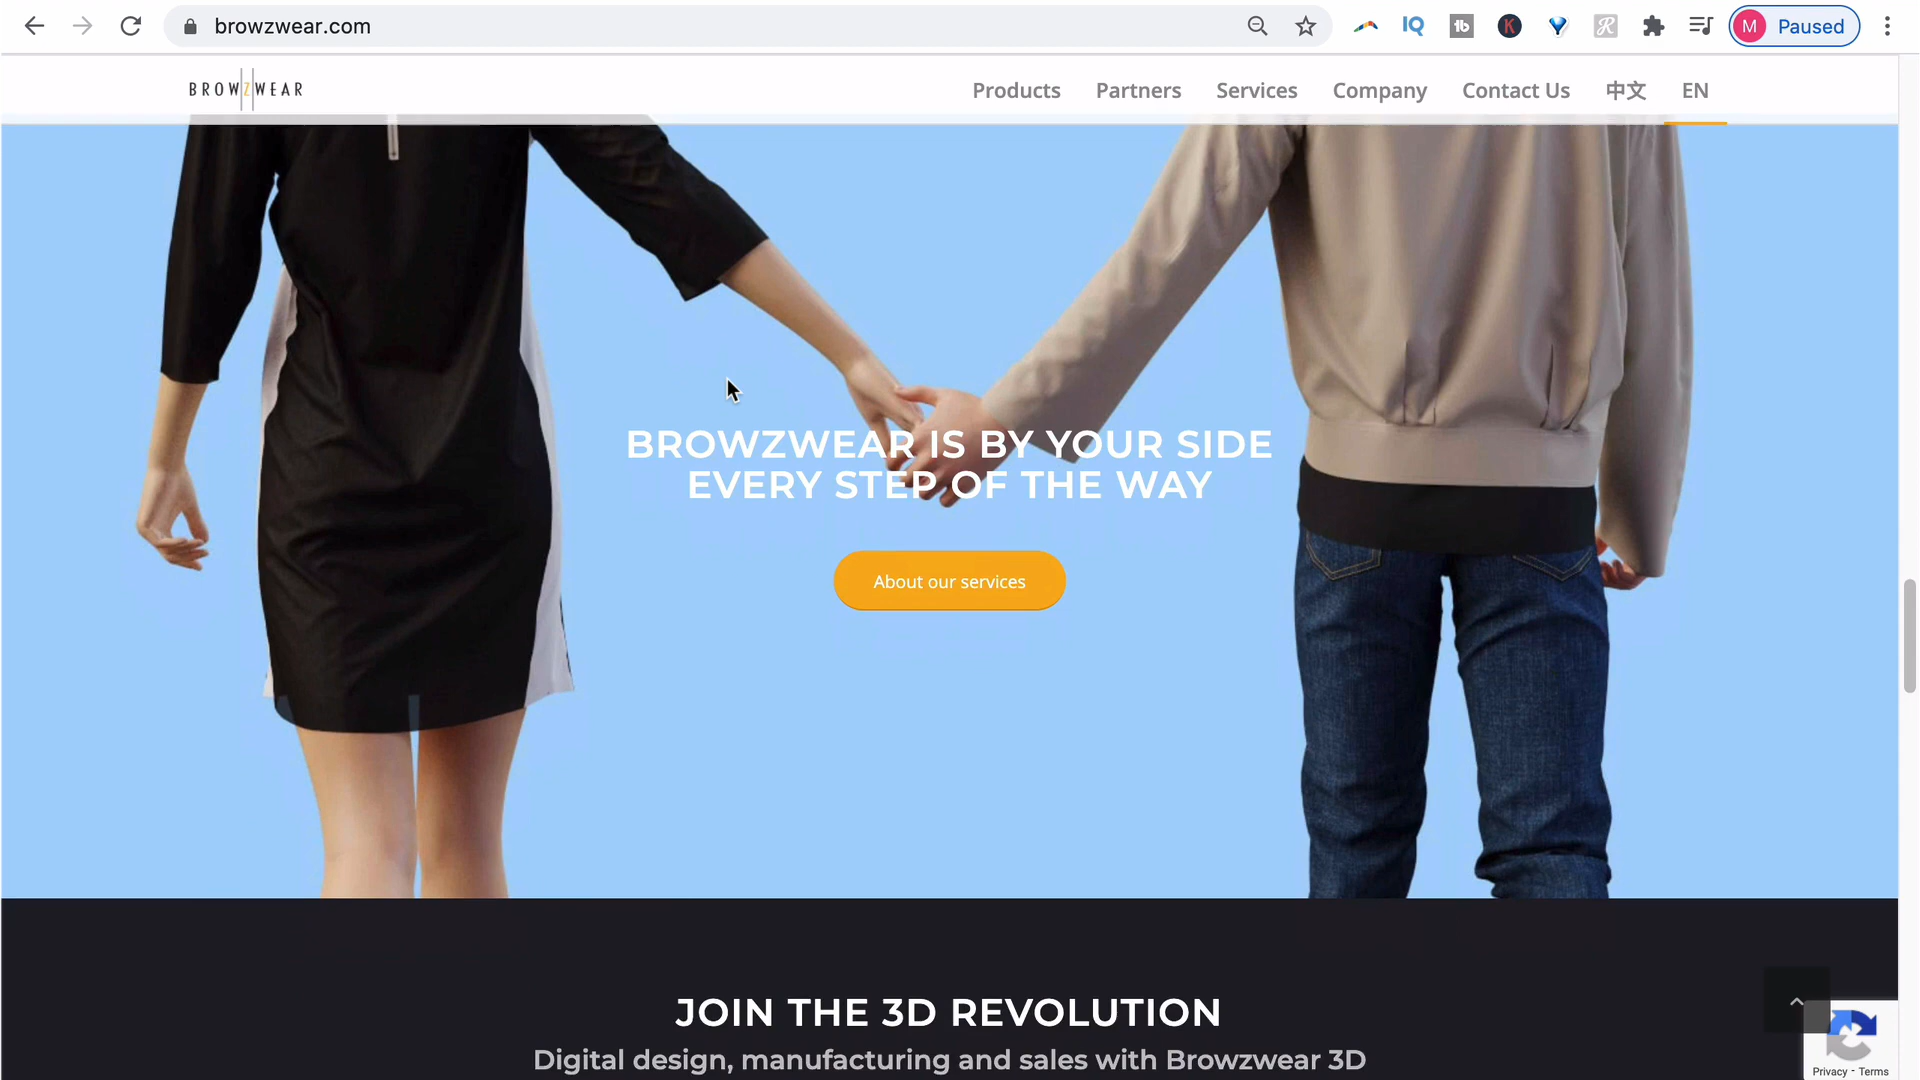 browzwear.com
IQ
tb
K
R
M
Paused
BROWZWEAR
Products
Partners
Services
Company
Contact Us
中文
EN
BROWZWEAR IS BY YOUR SIDE
EVERY STEP OF THE WAY
About our services
JOIN THE 3D REVOLUTION
Digital design, manufacturing and sales with Browzwear 3D
Privacy - Terms